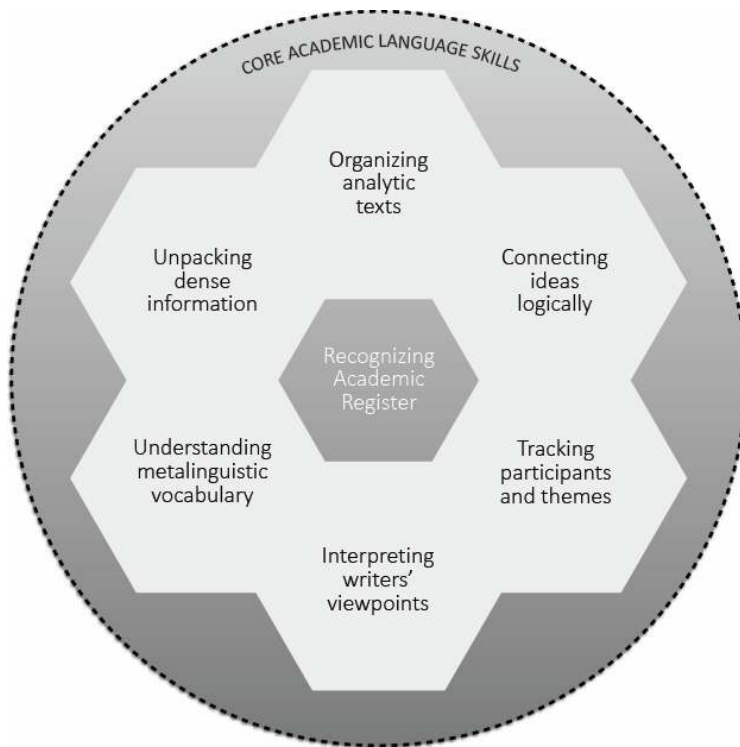 CORE ACADEMIC LANGUAGE SKILLS
Organizing
analytic
texts
Unpacking
dense
information
Connecting
ideas
logically
Recognizing
Academic
Register
Understanding
metalinguistic
vocabulary
Tracking
participants
and themes
Interpreting
writers’
viewpoints